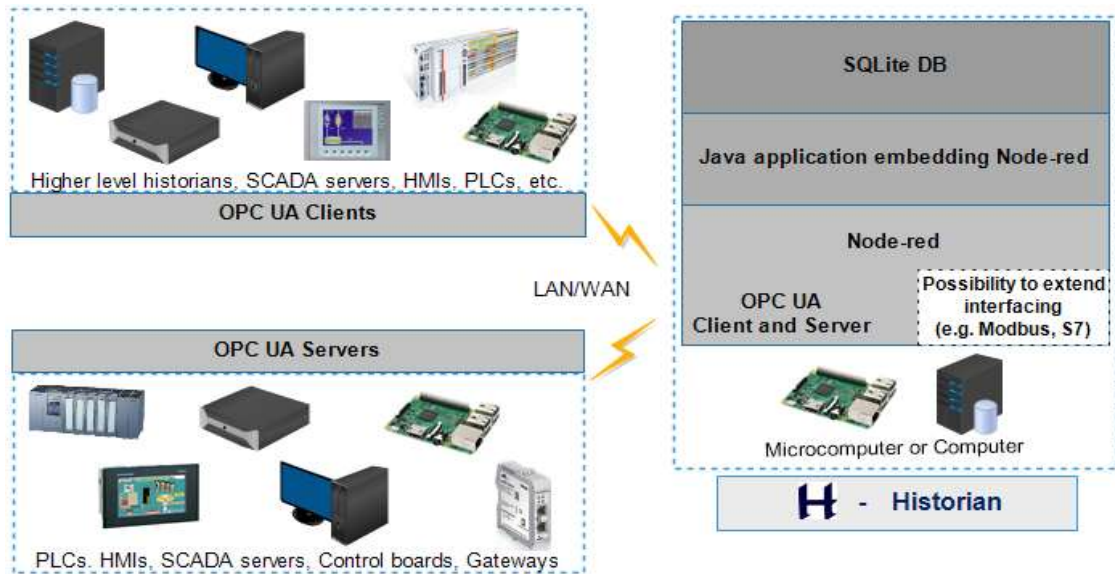 Higher level historians, SCADA servers, HMIs, PLCs, etc.
OPC UA Clients
LAN/WAN
OPC UA Servers
PLCs. HMIs, SCADA servers, Control boards, Gateways
SQLite DB
Java application embedding Node-red
Node-red
OPC UA
Client and Server
Possibility to extend
interfacing
(e.g. Modbus, S7)
Microcomputer or Computer
H - Historian